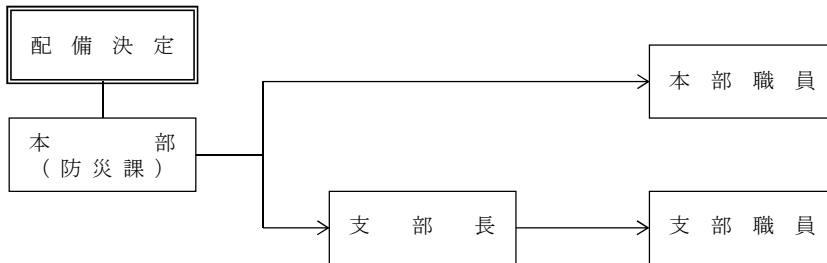 配備決定
本部職員
本部
（防災課）
支部長
支部職員